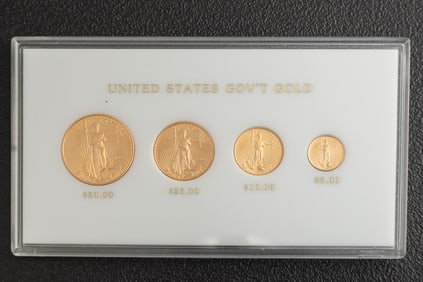 UNITED STATES GOV'T GOLD
$50.00
$25.00
$10.00
$5.00